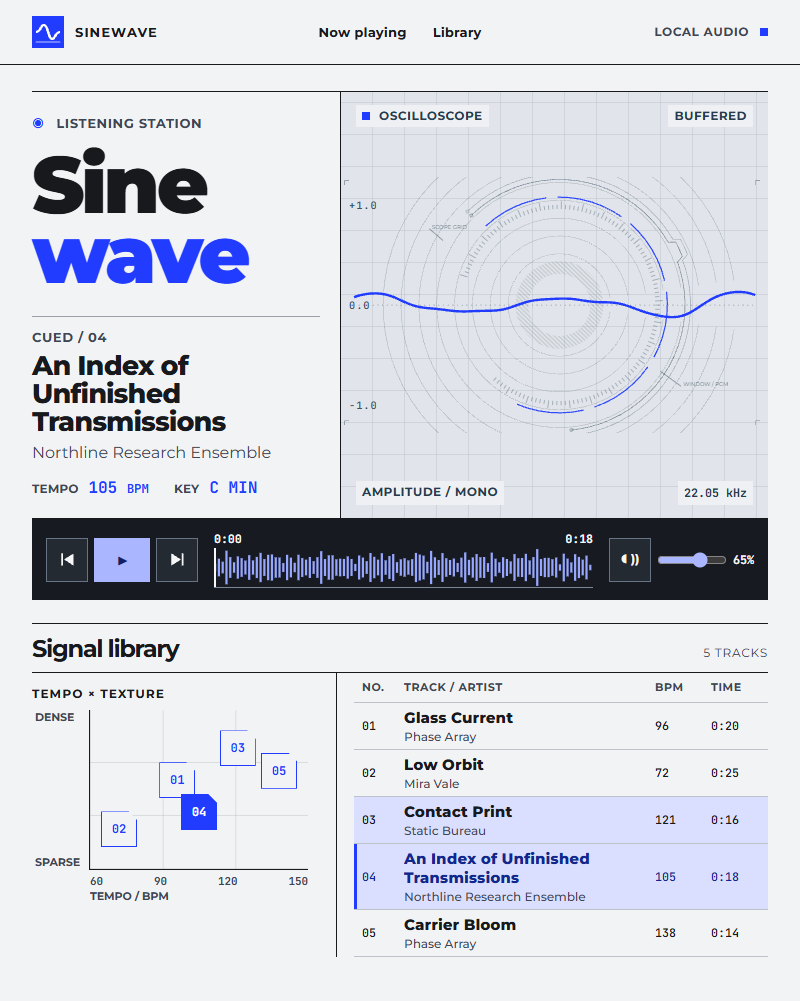 SINEWAVE
Now playing
Library
LOCAL AUDIO
LISTENING STATION
Sine
wave
CUED / 04
An Index of
Unfinished
Transmissions
Northline Research Ensemble
TEMPO 105 BPM KEY C MIN
OSCILLOSCOPE
BUFFERED
+1.0
SCOPE GRID
0.0
WINDOW / PCM
-1.0
AMPLITUDE / MONO
22.05 kHz
0:00
0:18
65%
Signal library
5 TRACKS
TEMPO × TEXTURE
DENSE
03
05
01
04
02
SPARSE
60 90 120 150
TEMPO / BPM
NO. TRACK / ARTIST BPM TIME
01 Glass Current 96 0:20
Phase Array
02 Low Orbit 72 0:25
Mira Vale
03 Contact Print 121 0:16
Static Bureau
04 An Index of Unfinished
Transmissions 105 0:18
Northline Research Ensemble
05 Carrier Bloom 138 0:14
Phase Array